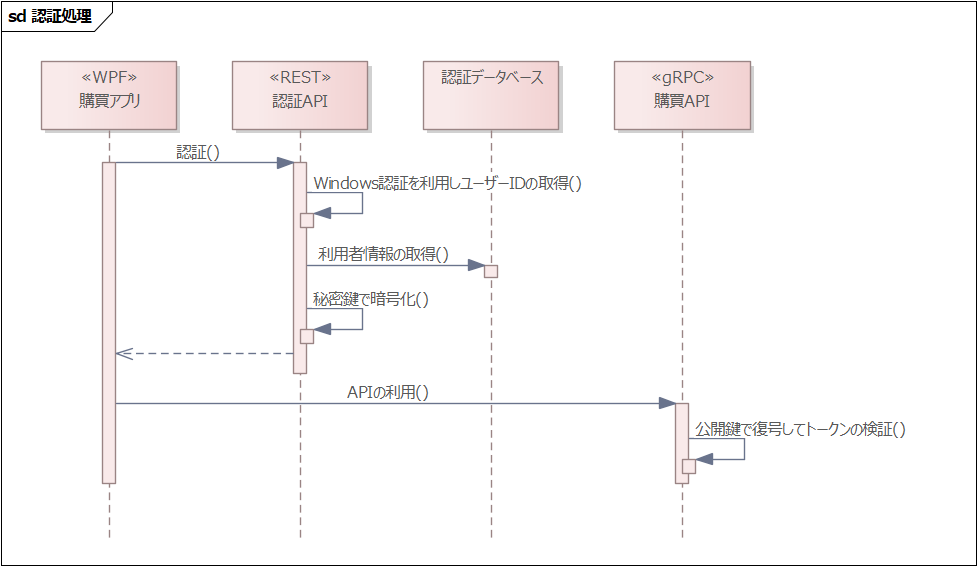 sd 認証処理
«WPF»
購買アプリ
«REST»
認証API
認証データベース
«gRPC»
購買API
認証()
Windows認証を利用しユーザーIDの取得()
利用者情報の取得()
秘密鍵で暗号化()
APIの利用()
公開鍵で復号してトークンの検証()